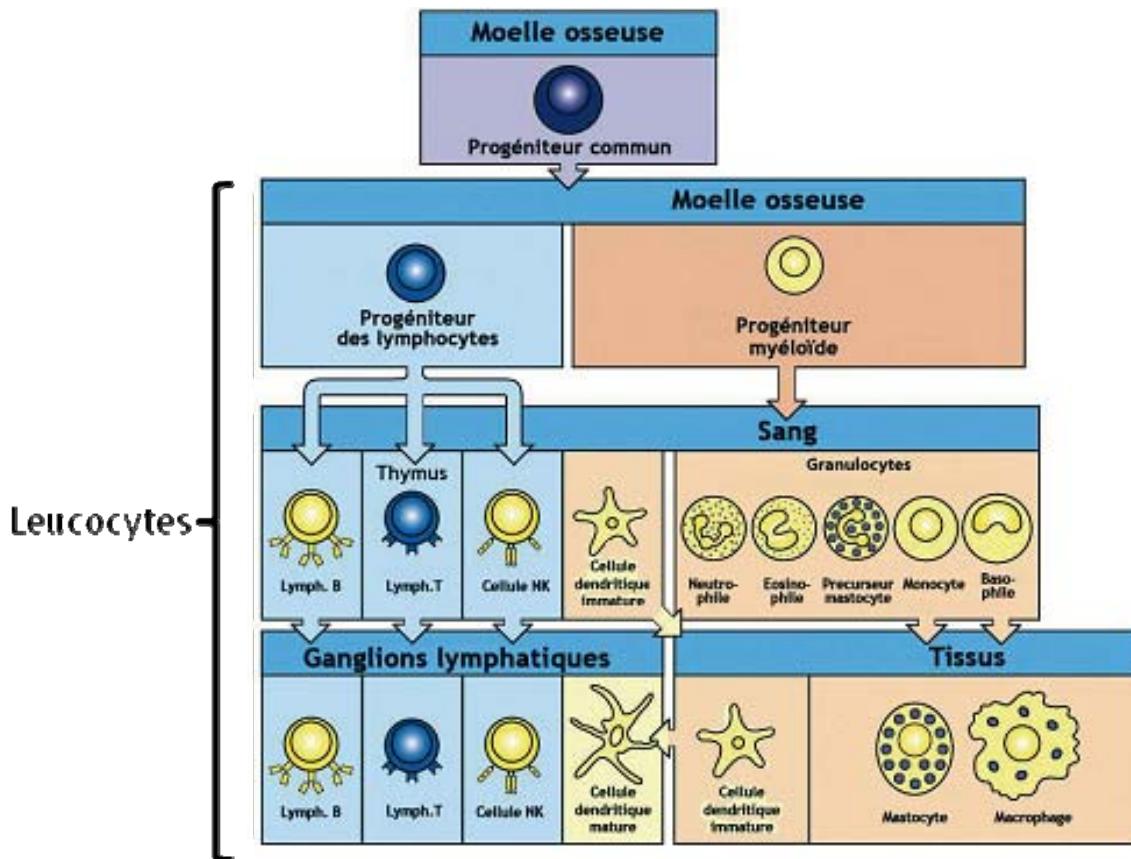 Moelle osseuse
Progéniteur commun
Moelle osseuse
Progéniteur
des lymphocytes
Progéniteur
myéloïde
Sang
Thymus
Granulocytes
Leucocytes
Lymph. B
Lymph.T
Cellule NK
Cellule
dendritique
immature
Neutro-
phile
Eosino-
phile
Precurseur
mastocyte
Monocyte
Baso-
phile
Ganglions lymphatiques
Tissus
Lymph. B
Lymph.T
Cellule NK
Cellule
dendritique
mature
Cellule
dendritique
immature
Mastocyte
Macrophage